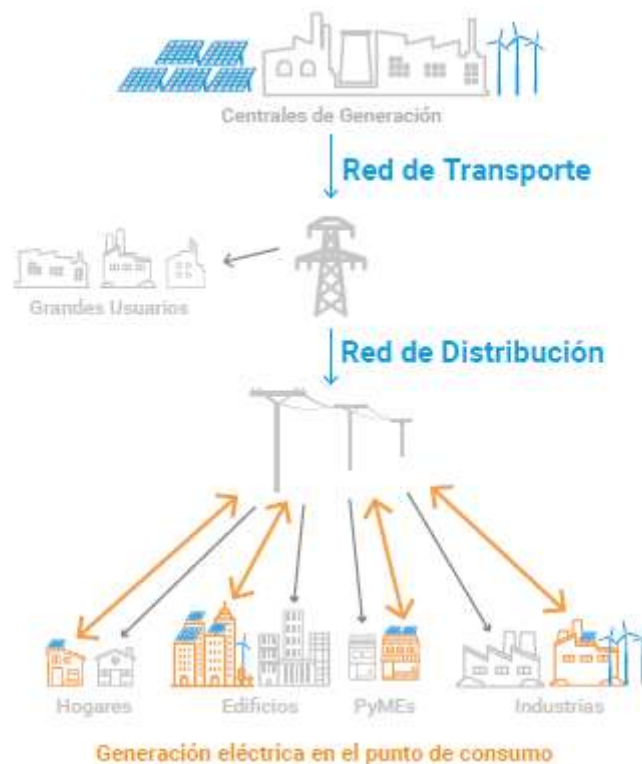 Centrales de Generación
Red de Transporte
Grandes Usuarios
Red de Distribución
Hogares
Edificios
PyMEs
Industrias
Generación eléctrica en el punto de consumo